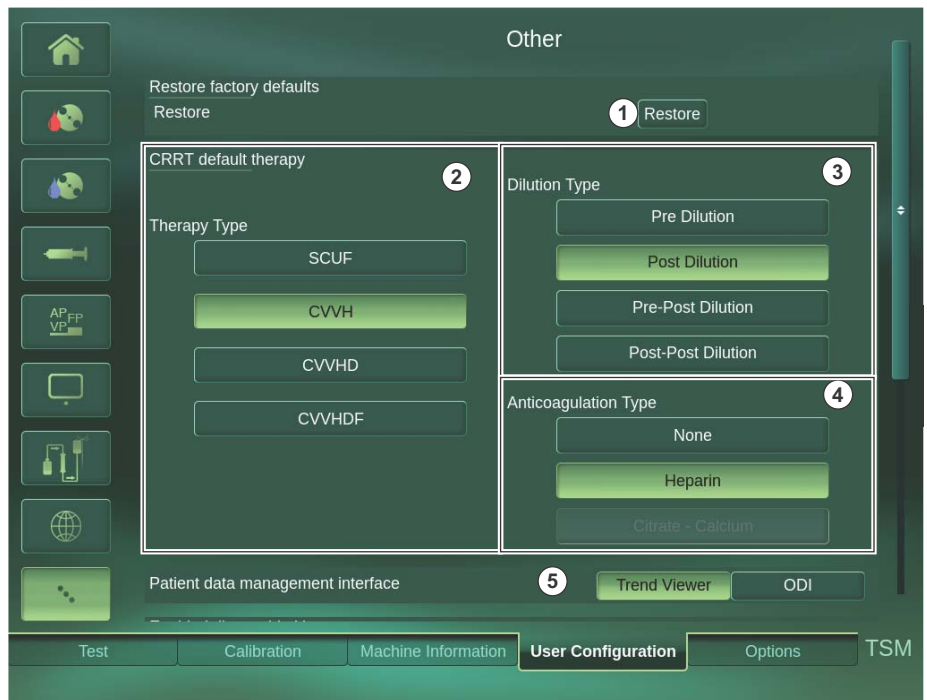 Other
Restore factory defaults
Restore
1
Restore
CRRT default therapy
2
Therapy Type
SCUF
CVVH
CVVHD
CVVHDF
3
Dilution Type
Pre Dilution
Post Dilution
Pre-Post Dilution
Post-Post Dilution
4
Anticoagulation Type
None
Heparin
Citrate - Calcium
AP FP
VP
Patient data management interface
5
Trend Viewer
ODI
Test
Calibration
Machine Information
User Configuration
Options
TSM